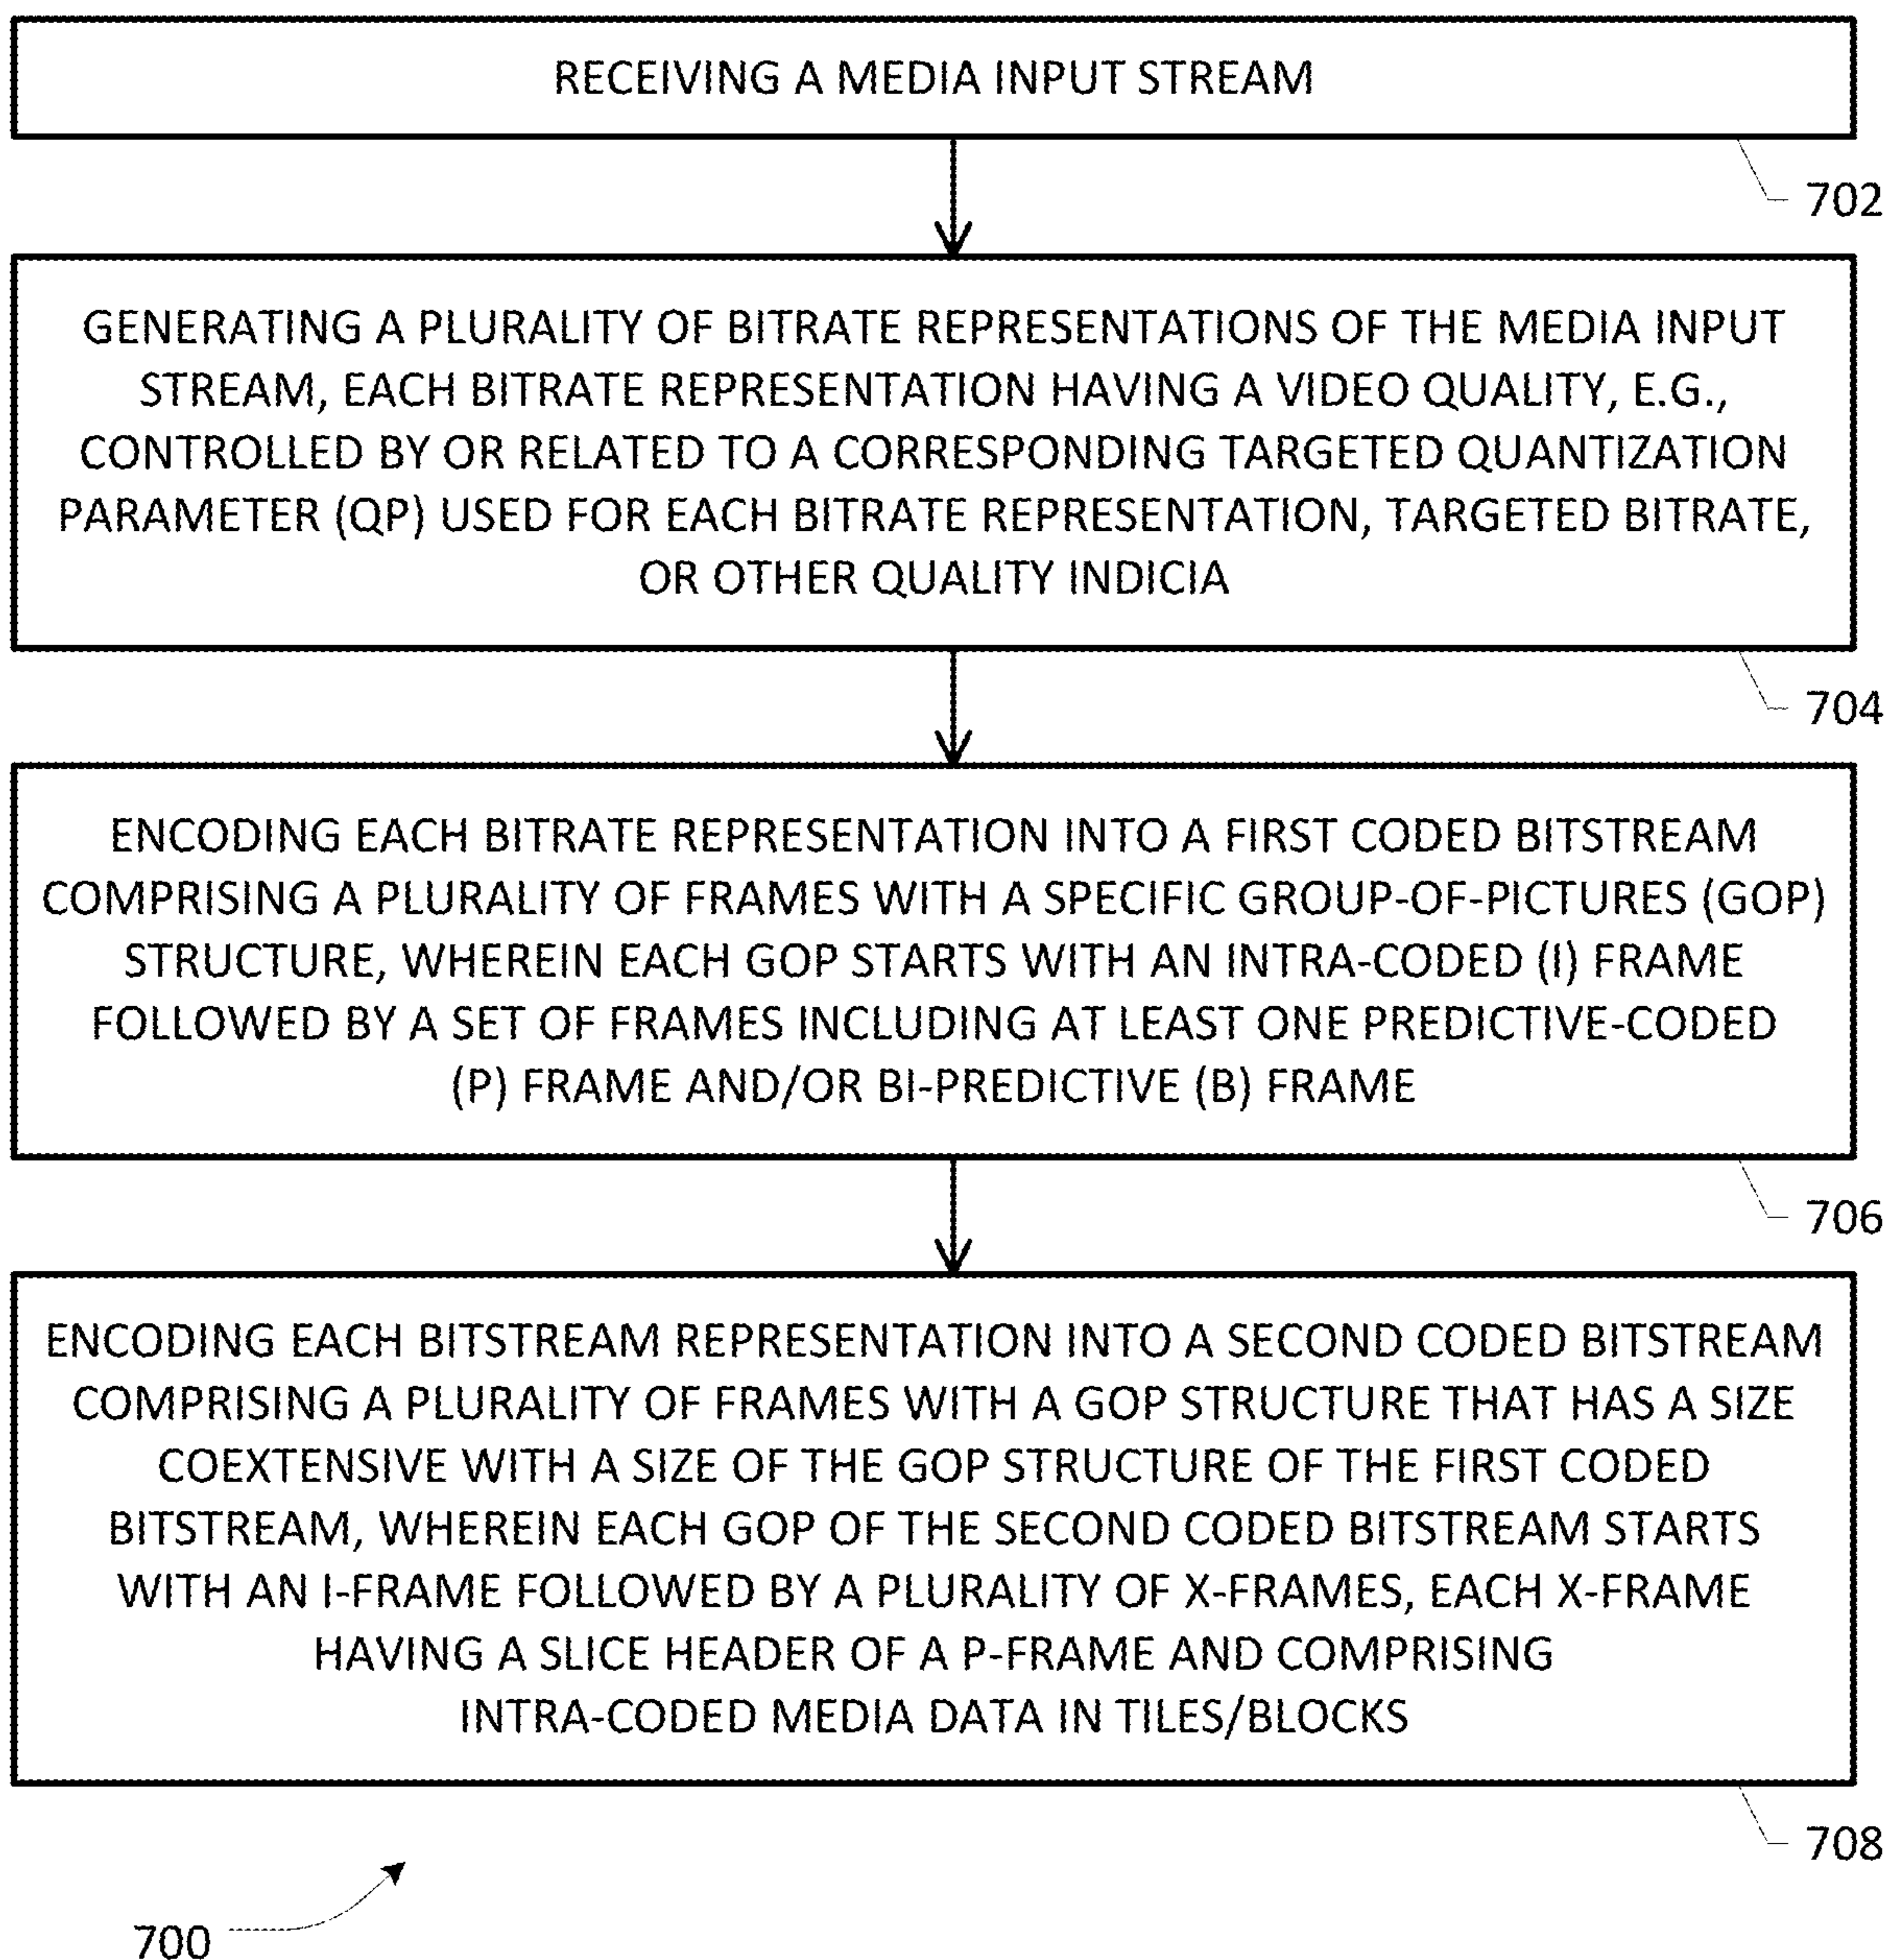 RECEIVING A MEDIA INPUT STREAM
702
GENERATING A PLURALITY OF BITRATE REPRESENTATIONS OF THE MEDIA INPUT
STREAM, EACH BITRATE REPRESENTATION HAVING A VIDEO QUALITY, E.G.,
CONTROLLED BY OR RELATED TO A CORRESPONDING TARGETED QUANTIZATION
PARAMETER (QP) USED FOR EACH BITRATE REPRESENTATION, TARGETED BITRATE,
OR OTHER QUALITY INDICIA
704
ENCODING EACH BITRATE REPRESENTATION INTO A FIRST CODED BITSTREAM
COMPRISING A PLURALITY OF FRAMES WITH A SPECIFIC GROUP-OF-PICTURES (GOP)
STRUCTURE, WHEREIN EACH GOP STARTS WITH AN INTRA-CODED (I) FRAME
FOLLOWED BY A SET OF FRAMES INCLUDING AT LEAST ONE PREDICTIVE-CODED
(P) FRAME AND/OR BI-PREDICTIVE (B) FRAME
706
ENCODING EACH BITSTREAM REPRESENTATION INTO A SECOND CODED BITSTREAM
COMPRISING A PLURALITY OF FRAMES WITH A GOP STRUCTURE THAT HAS A SIZE
COEXTENSIVE WITH A SIZE OF THE GOP STRUCTURE OF THE FIRST CODED
BITSTREAM, WHEREIN EACH GOP OF THE SECOND CODED BITSTREAM STARTS
WITH AN I-FRAME FOLLOWED BY A PLURALITY OF X-FRAMES, EACH X-FRAME
HAVING A SLICE HEADER OF A P-FRAME AND COMPRISING
INTRA-CODED MEDIA DATA IN TILES/BLOCKS
708
700